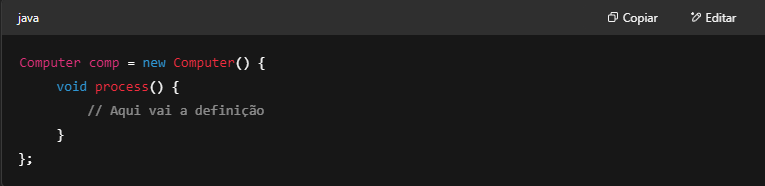 java Copiar Editar
Computer comp = new Computer() {
void process() {
// Aqui vai a definição
}
};